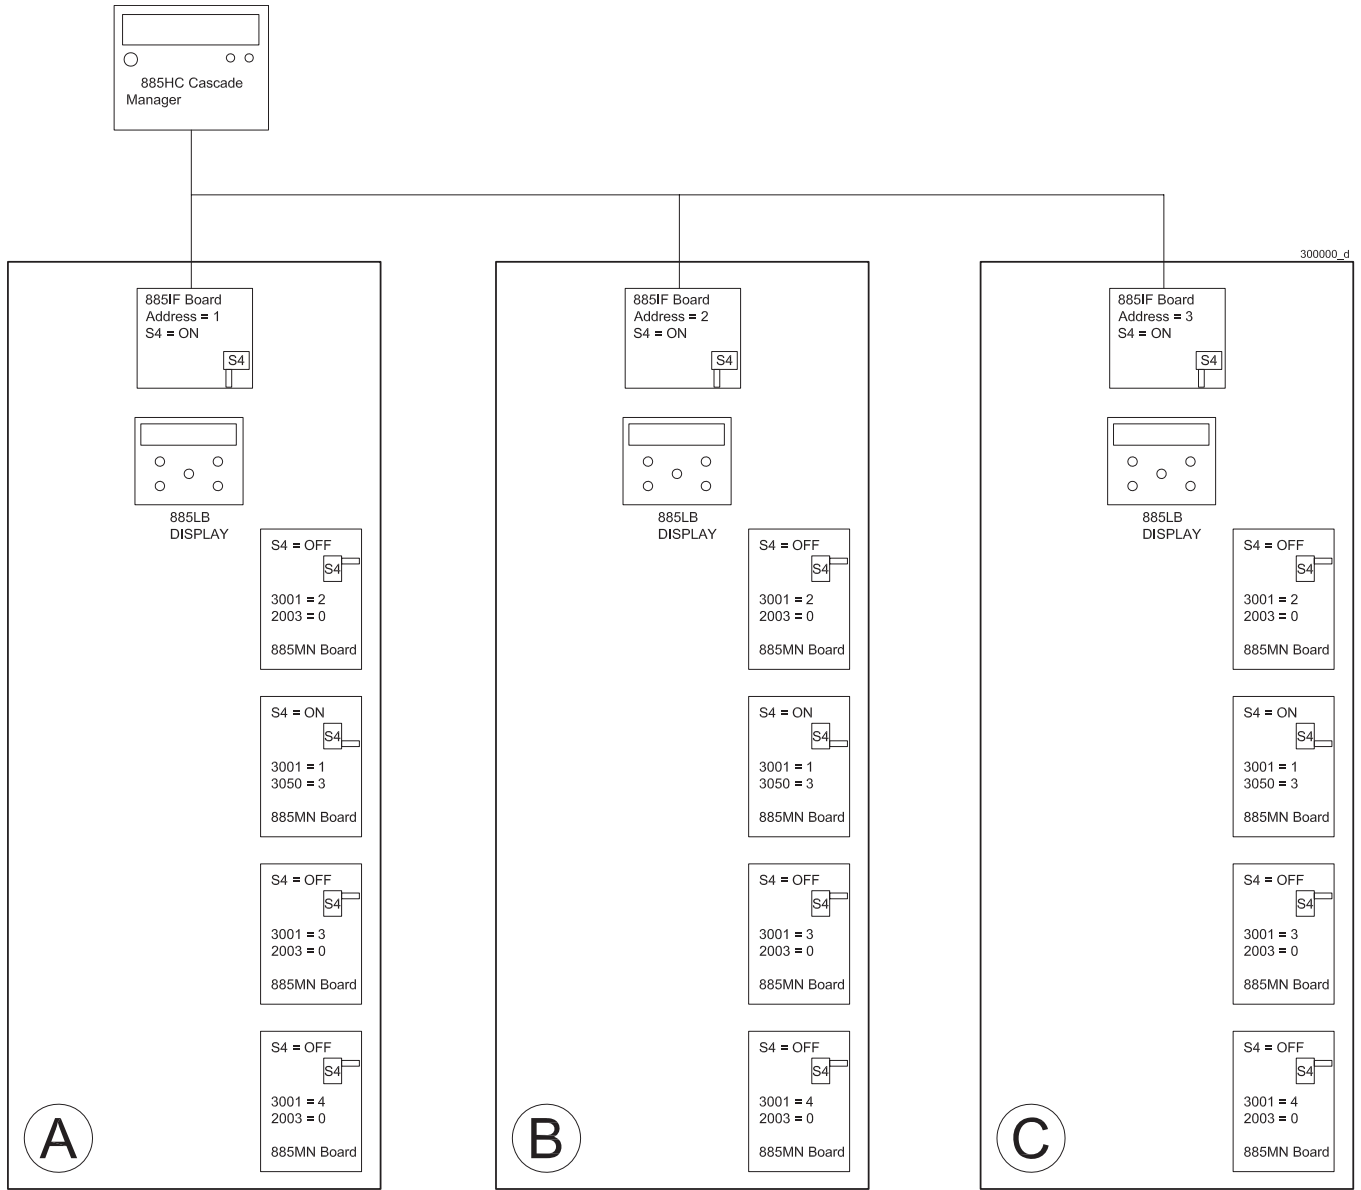 885HC Cascade
Manager
300000_d
885IF Board
Address = 1
S4 = ON
S4
885LB
DISPLAY
S4 = OFF
S4
3001 = 2
2003 = 0
885MN Board
S4 = ON
S4
3001 = 1
3050 = 3
885MN Board
S4 = OFF
S4
3001 = 3
2003 = 0
885MN Board
S4 = OFF
S4
3001 = 4
2003 = 0
885MN Board
A
885IF Board
Address = 2
S4 = ON
S4
885LB
DISPLAY
S4 = OFF
S4
3001 = 2
2003 = 0
885MN Board
S4 = ON
S4
3001 = 1
3050 = 3
885MN Board
S4 = OFF
S4
3001 = 3
2003 = 0
885MN Board
S4 = OFF
S4
3001 = 4
2003 = 0
885MN Board
B
885IF Board
Address = 3
S4 = ON
S4
885LB
DISPLAY
S4 = OFF
S4
3001 = 2
2003 = 0
885MN Board
S4 = ON
S4
3001 = 1
3050 = 3
885MN Board
S4 = OFF
S4
3001 = 3
2003 = 0
885MN Board
S4 = OFF
S4
3001 = 4
2003 = 0
885MN Board
C